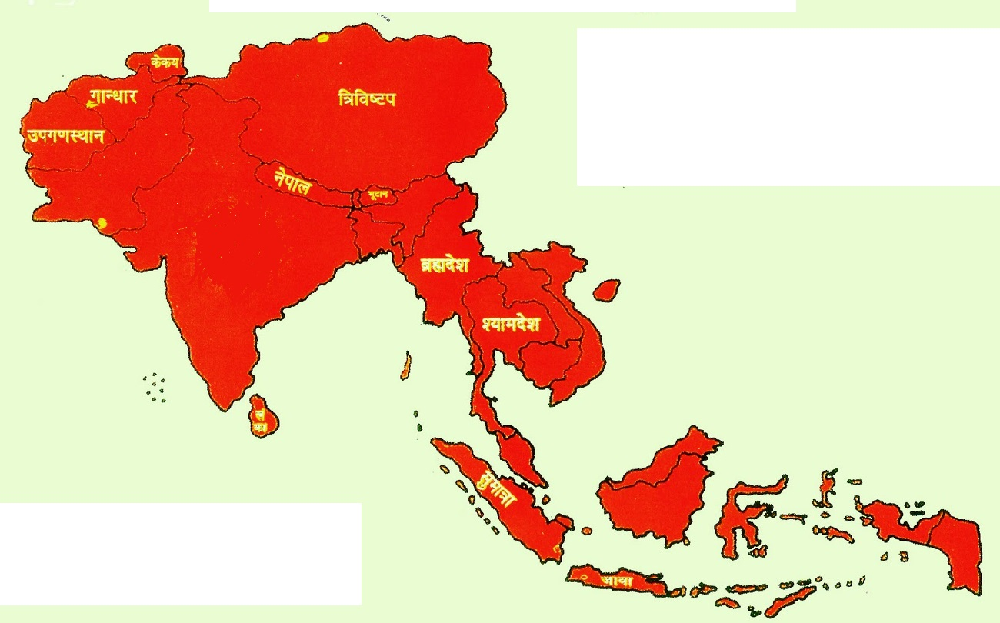 केकय
गान्धार
त्रिविष्टप
उपगणस्थान
नेपाल
भूटान
ब्रह्मदेश
श्यामदेश
लं
का
सुमात्रा
जावा